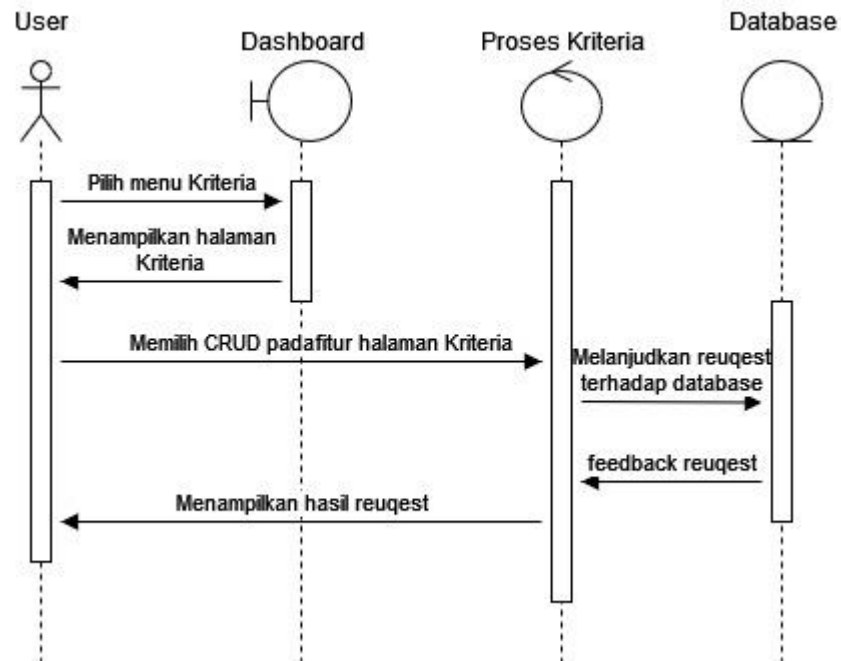 User
Dashboard
Proses Kriteria
Database
Pilih menu Kriteria
Menampilkan halaman
Kriteria
Memilih CRUD padafitur halaman Kriteria
Melanjudkan reuqest
terhadap database
feedback reuqest
Menampilkan hasil reuqest